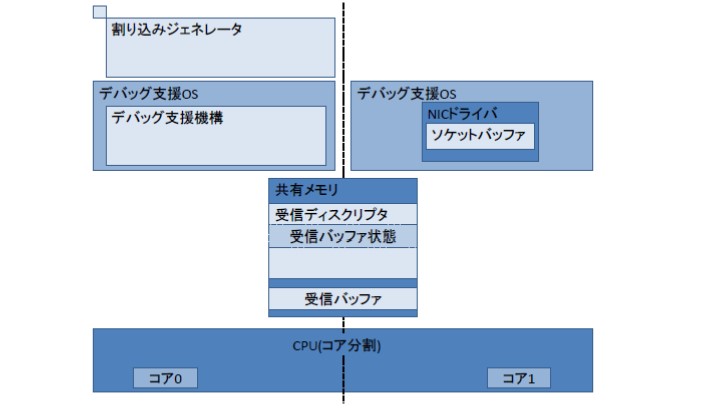 割り込みジェネレータ
デバッグ支援OS
デバッグ支援機構
デバッグ支援OS
NICドライバ
ソケットバッファ
共有メモリ
受信ディスクリプタ
受信バッファ状態
受信バッファ
CPU(コア分割)
コア0
コア1